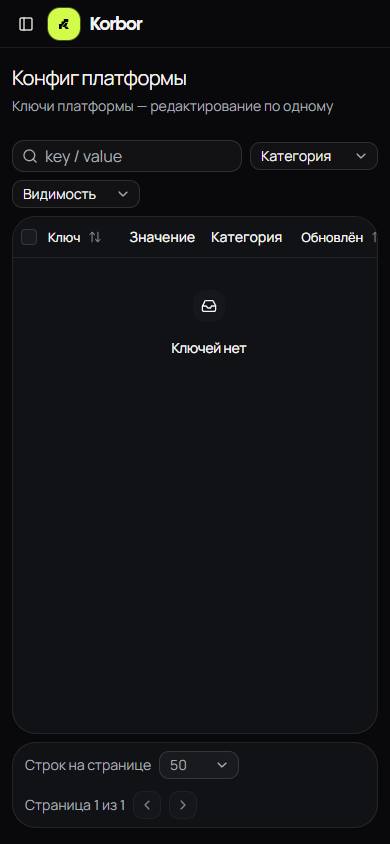 Korbor
Конфиг платформы
Ключи платформы — редактирование по одному
key / value
Категория
Видимость
Ключ Значение Категория Обновлён
Ключей нет
Строк на странице 50
Страница 1 из 1